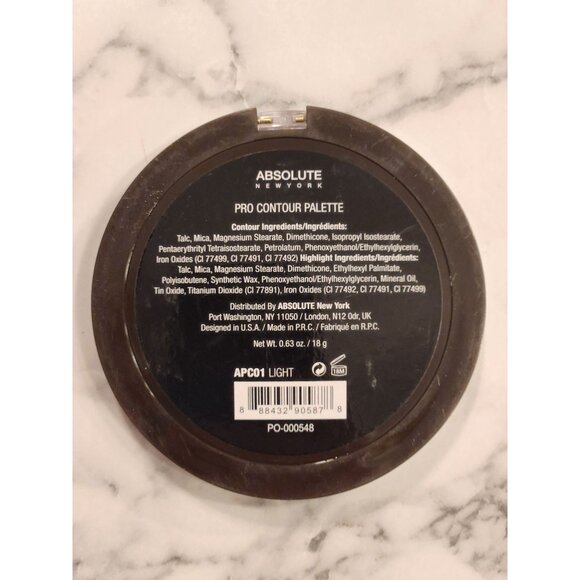 ABSOLUTE
NEW YORK
PRO CONTOUR PALETTE
Contour Ingredients/Ingrédients:
Talc, Mica, Magnesium Stearate, Dimethicone, Isopropyl Isostearate,
Pentaerythrityl Tetraisostearate, Petrolatum, Phenoxyethanol/Ethylhexylglycerin,
Iron Oxides (CI 77499, CI 77491, CI 77492) Highlight Ingredients/Ingrédients:
Talc, Mica, Magnesium Stearate, Dimethicone, Ethylhexyl Palmitate,
Polyisobutene, Synthetic Wax, Phenoxyethanol/Ethylhexylglycerin, Mineral Oil,
Tin Oxide, Titanium Dioxide (CI 77891), Iron Oxides (CI 77492, CI 77491, CI 77499)
Distributed By ABSOLUTE New York
Port Washington, NY 11050 / London, N12 0dr, UK
Designed in U.S.A. / Made in P.R.C. / Fabriqué en R.P.C.
Net Wt. 0.63 oz. / 18 g
APC01 LIGHT 18M
8 88432 90587 8
PO-000548